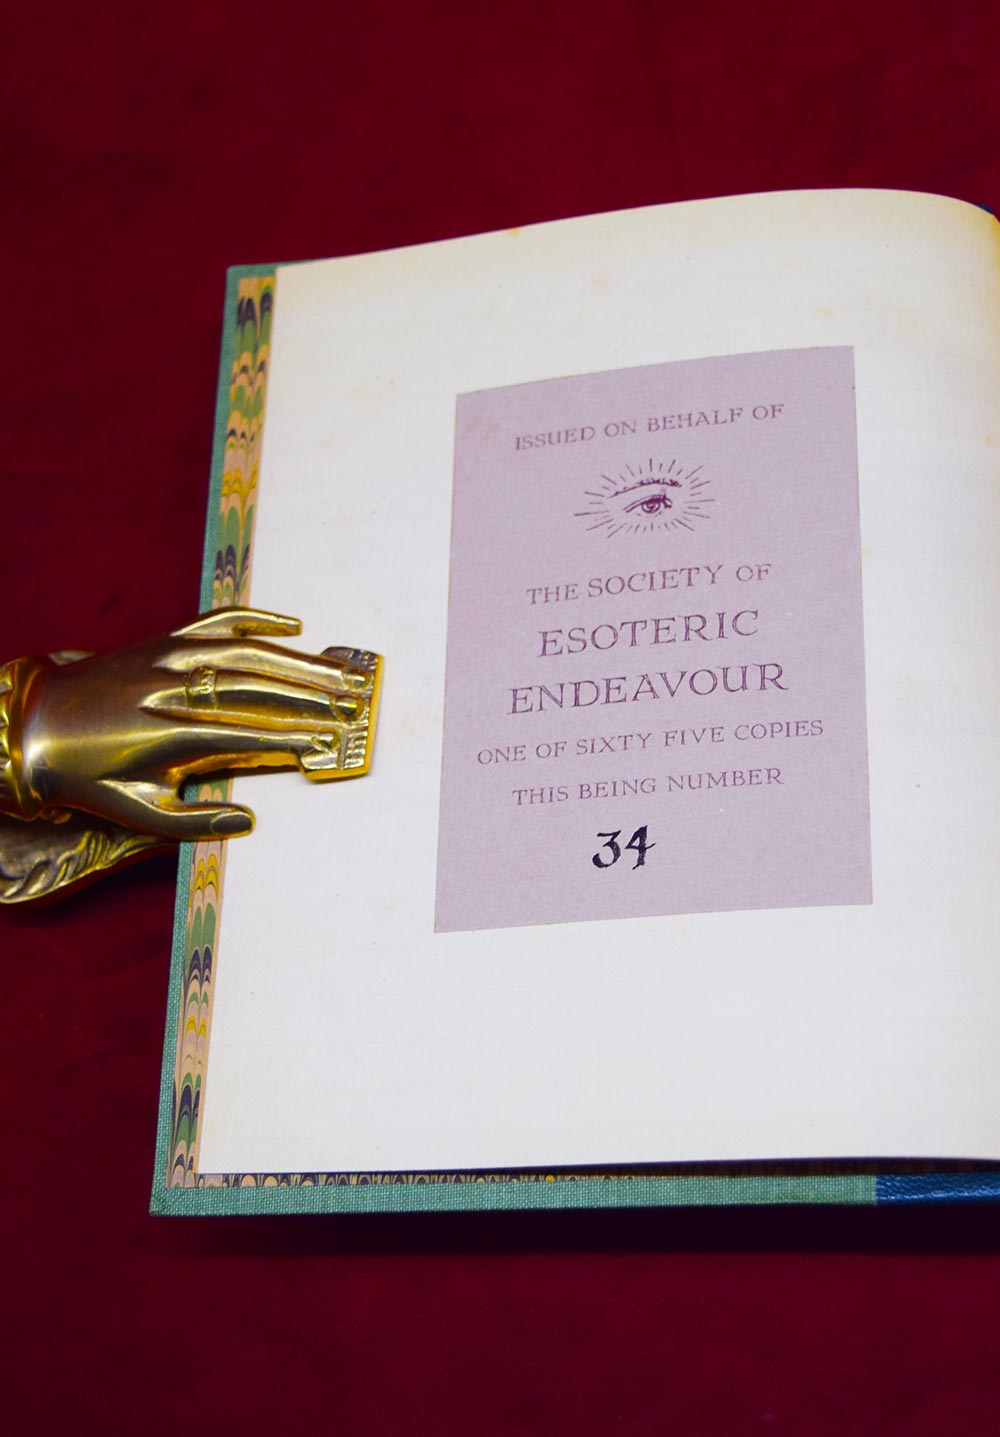 ISSUED ON BEHALF OF
THE SOCIETY OF
ESOTERIC
ENDEAVOUR
ONE OF SIXTY FIVE COPIES
THIS BEING NUMBER
34